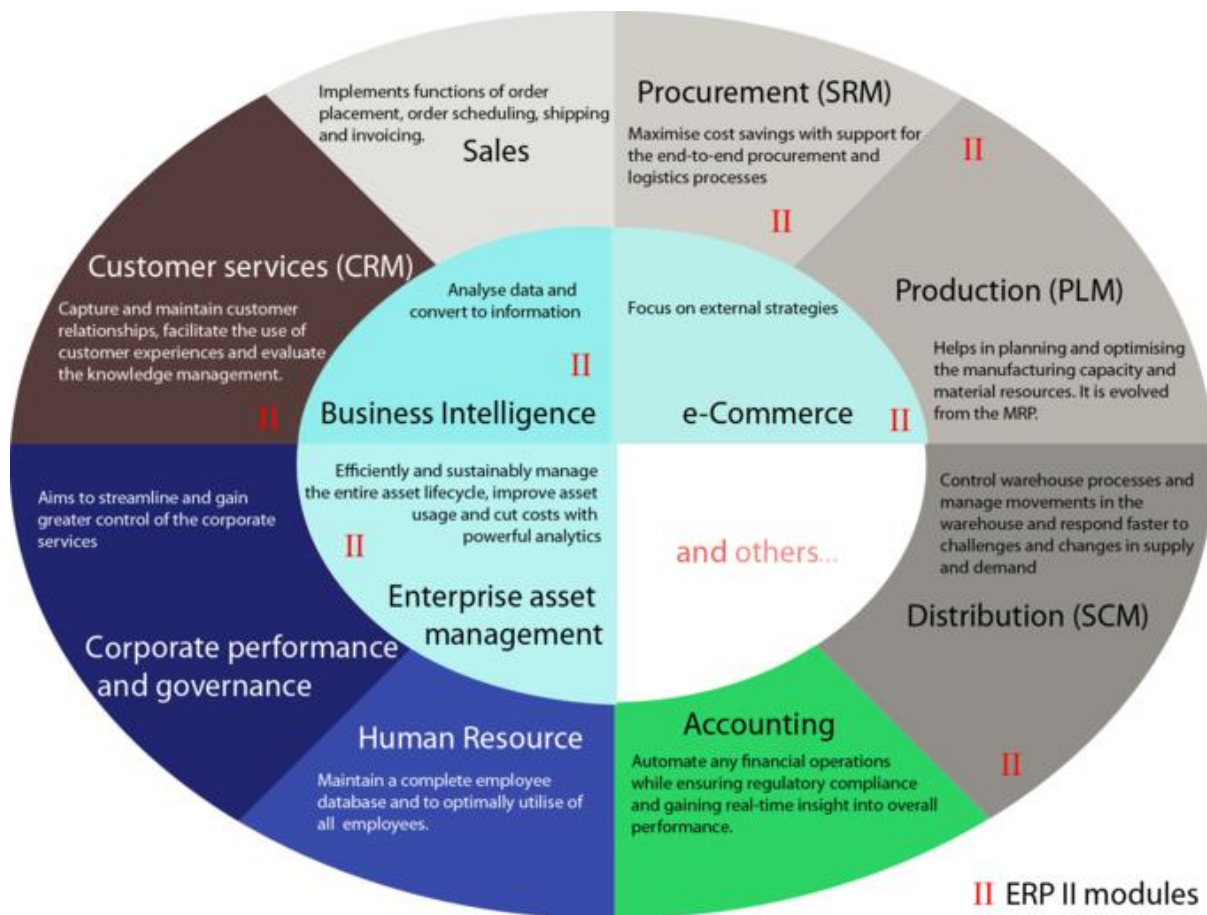 Implements functions of order
placement, order scheduling, shipping
and invoicing.
Sales
Procurement (SRM)
Maximise cost savings with support for
the end-to-end procurement and
logistics processes
II
II
Customer services (CRM)
Capture and maintain customer
relationships, facilitate the use of
customer experiences and evaluate
the knowledge management.
II
Analyse data and
convert to information
II
Business Intelligence
Focus on external strategies
e-Commerce
II
Production (PLM)
Helps in planning and optimising
the manufacturing capacity and
material resources. It is evolved
from the MRP.
Aims to streamline and gain
greater control of the corporate
services
Corporate performance
and governance
Efficiently and sustainably manage
the entire asset lifecycle, improve asset
usage and cut costs with
powerful analytics
II
Enterprise asset
management
and others...
Control warehouse processes and
manage movements in the
warehouse and respond faster to
challenges and changes in supply
and demand
Distribution (SCM)
II
Human Resource
Maintain a complete employee
database and to optimally utilise of
all employees.
Accounting
Automate any financial operations
while ensuring regulatory compliance
and gaining real-time insight into overall
performance.
II ERP II modules